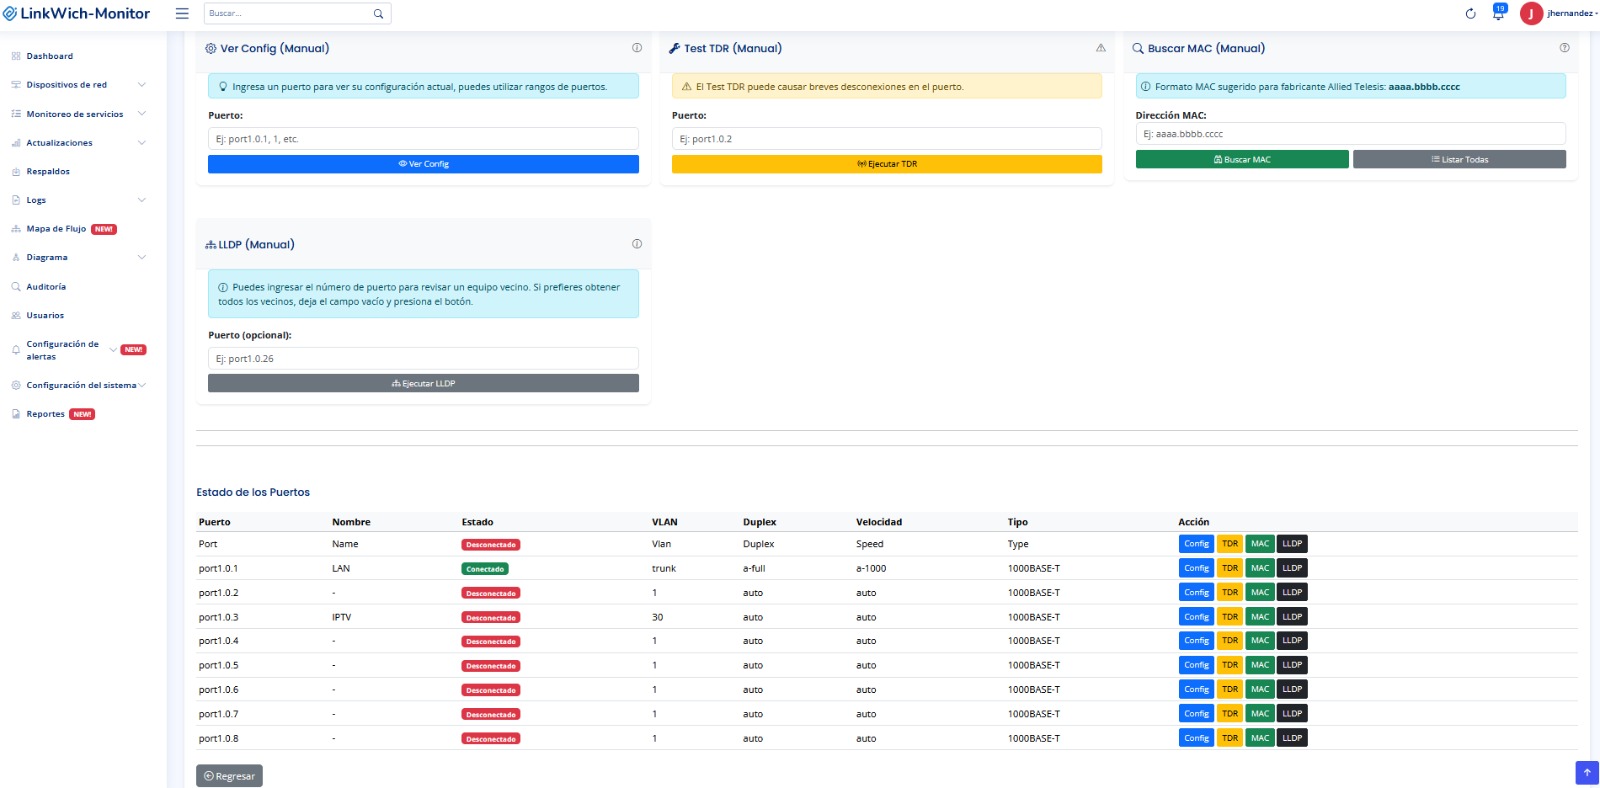 LinkWich-Monitor
Buscar...
19
J
jhernandez
Dashboard
Dispositivos de red
Monitoreo de servicios
Actualizaciones
Respaldos
Logs
Mapa de Flujo NEW!
Diagrama
Auditoría
Usuarios
Configuración de
alertas
NEW!
Configuración del sistema
Reportes NEW!
Ver Config (Manual)
Ingresa un puerto para ver su configuración actual, puedes utilizar rangos de puertos.
Puerto:
Ej: port1.0.1, 1, etc.
Ver Config
Test TDR (Manual)
El Test TDR puede causar breves desconexiones en el puerto.
Puerto:
Ej: port1.0.2
Ejecutar TDR
Buscar MAC (Manual)
Formato MAC sugerido para fabricante Allied Telesis: aaaa.bbbb.cccc
Dirección MAC:
Ej: aaaa.bbbb.cccc
Buscar MAC
Listar Todas
LLDP (Manual)
Puedes ingresar el número de puerto para revisar un equipo vecino. Si prefieres obtener
todos los vecinos, deja el campo vacío y presiona el botón.
Puerto (opcional):
Ej: port1.0.26
Ejecutar LLDP
Estado de los Puertos
Puerto Nombre Estado VLAN Duplex Velocidad Tipo Acción
Port Name Desconectado Vlan Duplex Speed Type Config TDR MAC LLDP
port1.0.1 LAN Conectado trunk a-full a-1000 1000BASE-T Config TDR MAC LLDP
port1.0.2 - Desconectado 1 auto auto 1000BASE-T Config TDR MAC LLDP
port1.0.3 IPTV Desconectado 30 auto auto 1000BASE-T Config TDR MAC LLDP
port1.0.4 - Desconectado 1 auto auto 1000BASE-T Config TDR MAC LLDP
port1.0.5 - Desconectado 1 auto auto 1000BASE-T Config TDR MAC LLDP
port1.0.6 - Desconectado 1 auto auto 1000BASE-T Config TDR MAC LLDP
port1.0.7 - Desconectado 1 auto auto 1000BASE-T Config TDR MAC LLDP
port1.0.8 - Desconectado 1 auto auto 1000BASE-T Config TDR MAC LLDP
Regresar